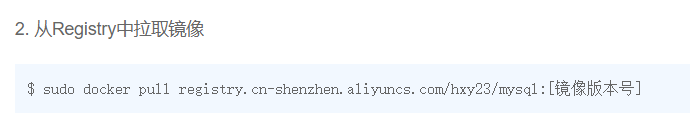 2. 从Registry中拉取镜像
$ sudo docker pull registry.cn-shenzhen.aliyuncs.com/hxy23/mysql:[镜像版本号]